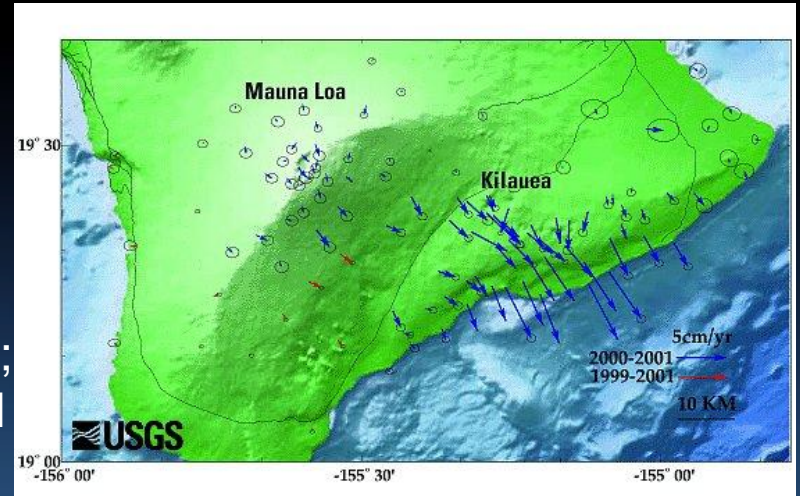 Mauna Loa
19° 30'
Kilauea
;
5cm/yr
2000-2001
1999-2001
10 KM
USGS
19° 00'
-156° 00'
-155° 30'
-155° 00'